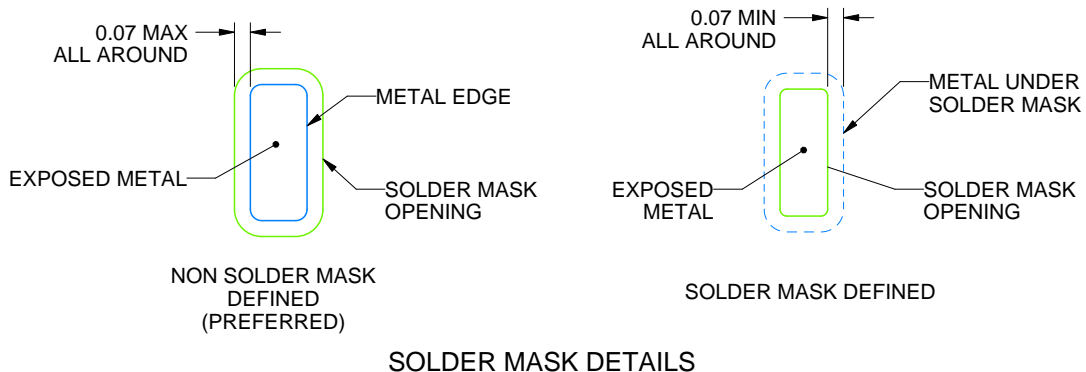 0.07 MAX
ALL AROUND
METAL EDGE
EXPOSED METAL
SOLDER MASK
OPENING
NON SOLDER MASK
DEFINED
(PREFERRED)
0.07 MIN
ALL AROUND
METAL UNDER
SOLDER MASK
EXPOSED
METAL
SOLDER MASK
OPENING
SOLDER MASK DEFINED
SOLDER MASK DETAILS